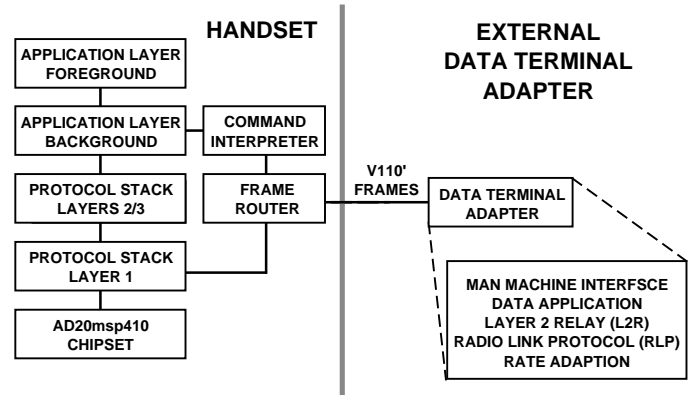 HANDSET
APPLICATION LAYER
FOREGROUND
APPLICATION LAYER
BACKGROUND
COMMAND
INTERPRETER
PROTOCOL STACK
LAYERS 2/3
FRAME
ROUTER
PROTOCOL STACK
LAYER 1
AD20msp410
CHIPSET
EXTERNAL
DATA TERMINAL
ADAPTER
V110'
FRAMES
DATA TERMINAL
ADAPTER
MAN MACHINE INTERFSCE
DATA APPLICATION
LAYER 2 RELAY (L2R)
RADIO LINK PROTOCOL (RLP)
RATE ADAPTION